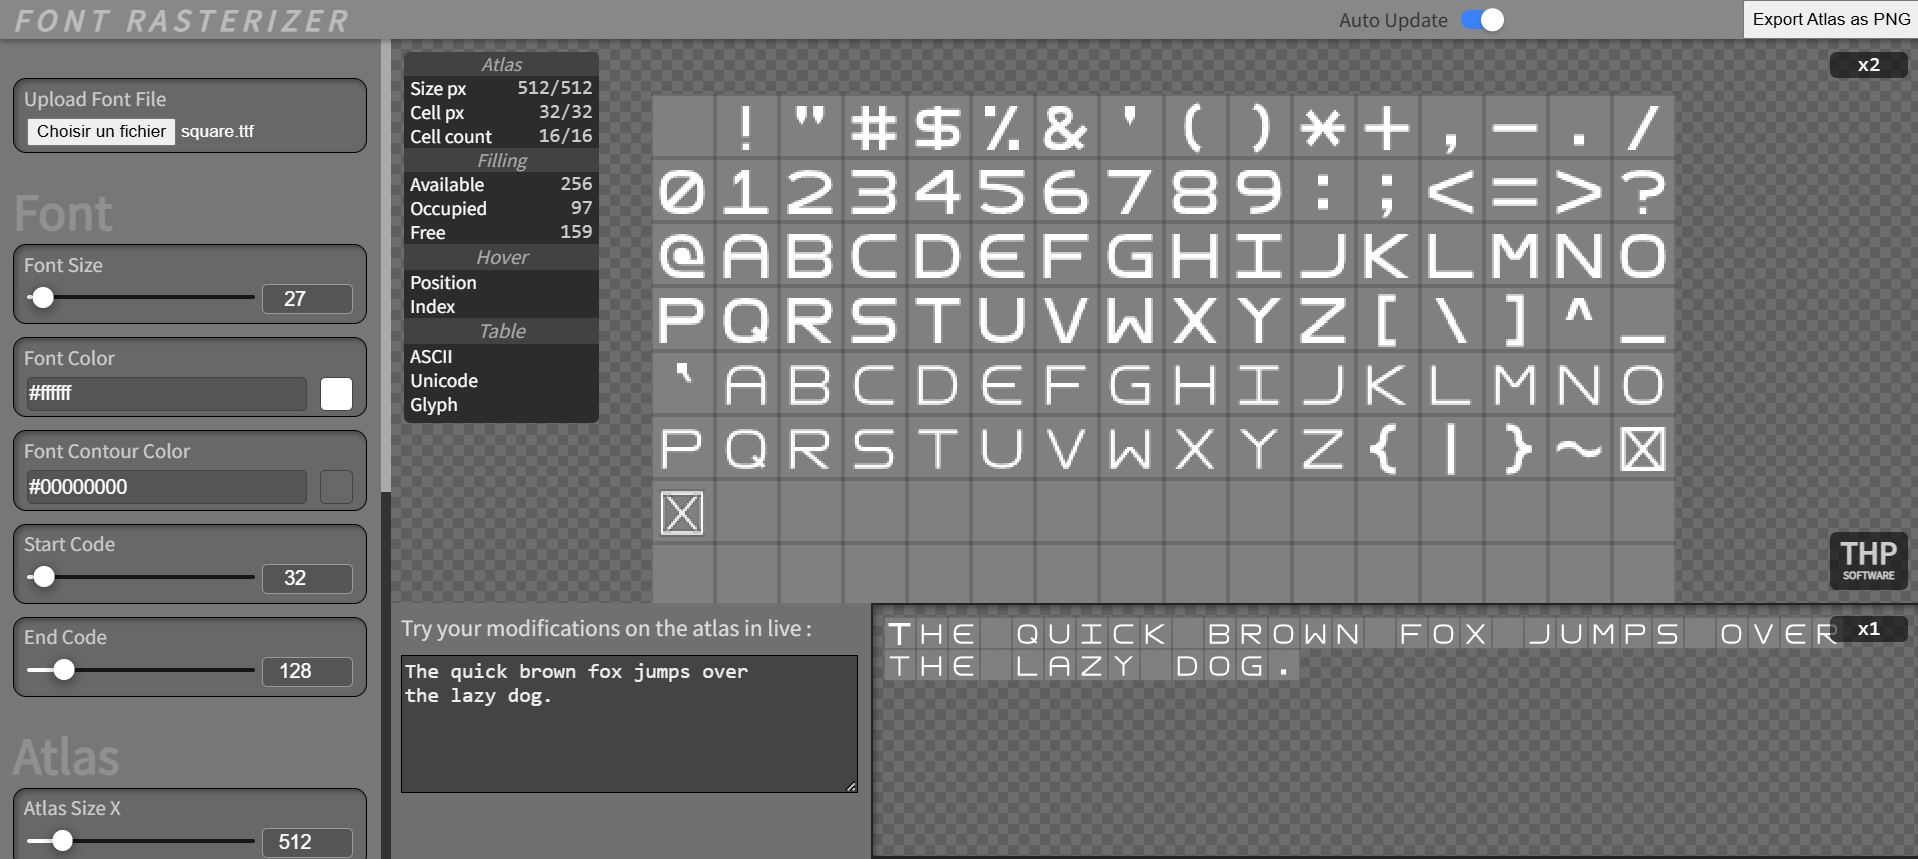 FONT RASTERIZER
Auto Update
Export Atlas as PNG
Upload Font File
Choisir un fichier square.ttf
Font
Font Size
27
Font Color
#ffffff
Font Contour Color
#00000000
Start Code
32
End Code
128
Atlas
Atlas Size X
512
Atlas
Size px 512/512
Cell px 32/32
Cell count 16/16
Filling
Available 256
Occupied 97
Free 159
Hover
Position
Index
Table
ASCII
Unicode
Glyph
x2
! " # $ % & ' ( ) * + , - . /
0 1 2 3 4 5 6 7 8 9 : ; < = > ?
@ A B C D E F G H I J K L M N O
P Q R S T U V W X Y Z [ \ ] ^ _
` A B C D E F G H I J K L M N O
P Q R S T U V W X Y Z { | } ~
THP
SOFTWARE
Try your modifications on the atlas in live :
The quick brown fox jumps over
the lazy dog.
x1
THE QUICK BROWN FOX JUMPS OVER
THE LAZY DOG.